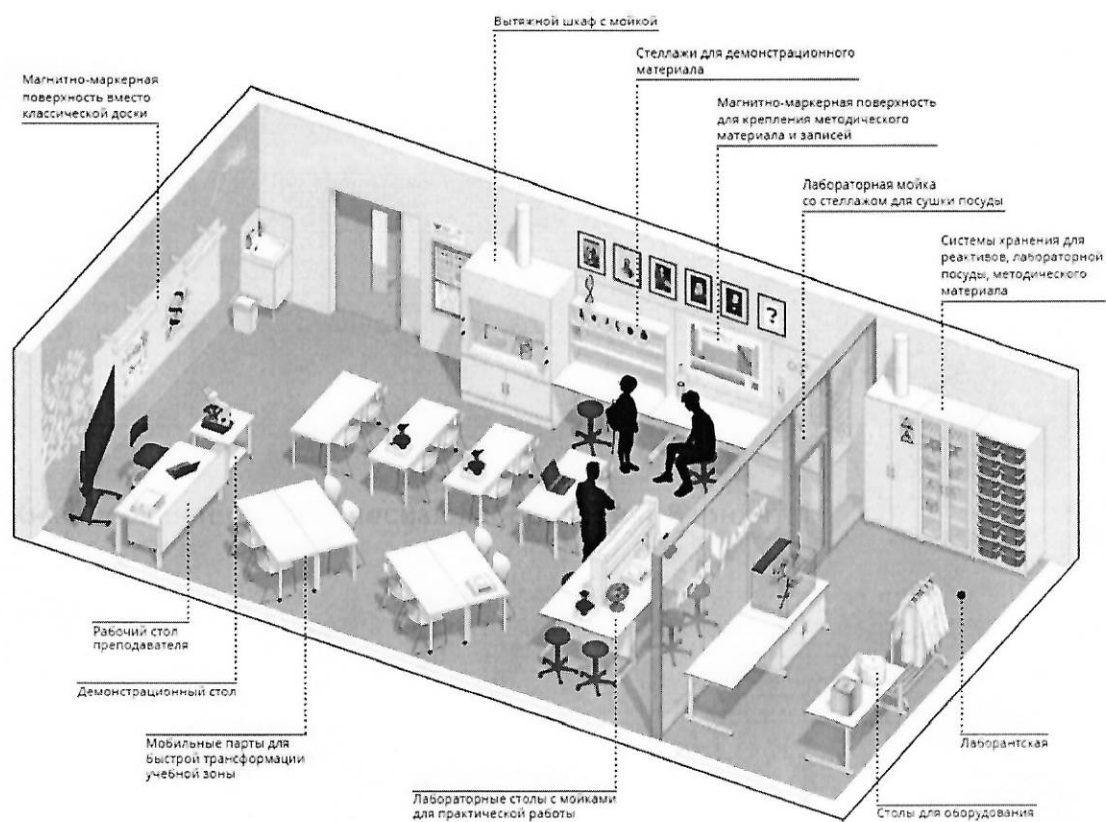 Вытяжной шкаф с мойкой
Стеллажи для демонстрационного
материала
Магнитно-маркерная
поверхность вместо
классической доски
Магнитно-маркерная поверхность
для крепления методического
материала и записей
Лабораторная мойка
со стеллажом для сушки посуды
Системы хранения для
реактивов, лабораторной
посуды, методического
материала
?
Рабочий стол
преподавателя
Демонстрационный стол
Мобильные парты для
быстрой трансформации
учебной зоны
Лабораторные столы с мойками
для практической работы
Лаборантская
Столы для оборудования